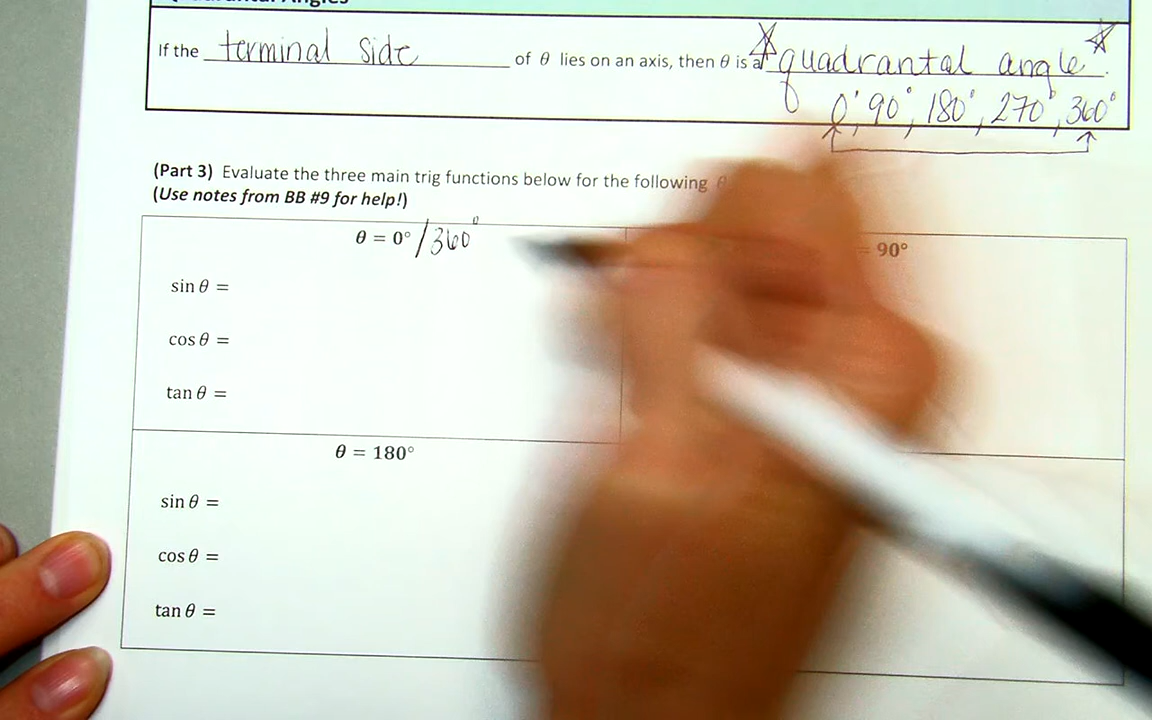 Quadrantal Angles
If the terminal side of θ lies on an axis, then θ is a quadrantal angle.
0°, 90°, 180°, 270°, 360°
(Part 3) Evaluate the three main trig functions below for the following
(Use notes from BB #9 for help!)
θ = 0° / 360°
= 90°
sin θ =
cos θ =
tan θ =
θ = 180°
sin θ =
cos θ =
tan θ =